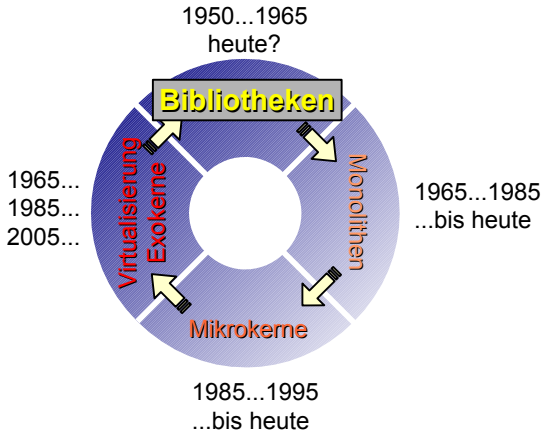 1950...1965
heute?
Bibliotheken
Monolithen
1965...1985
...bis heute
Mikrokerne
1985...1995
...bis heute
Virtualisierung
Exokerne
1965...
1985...
2005...